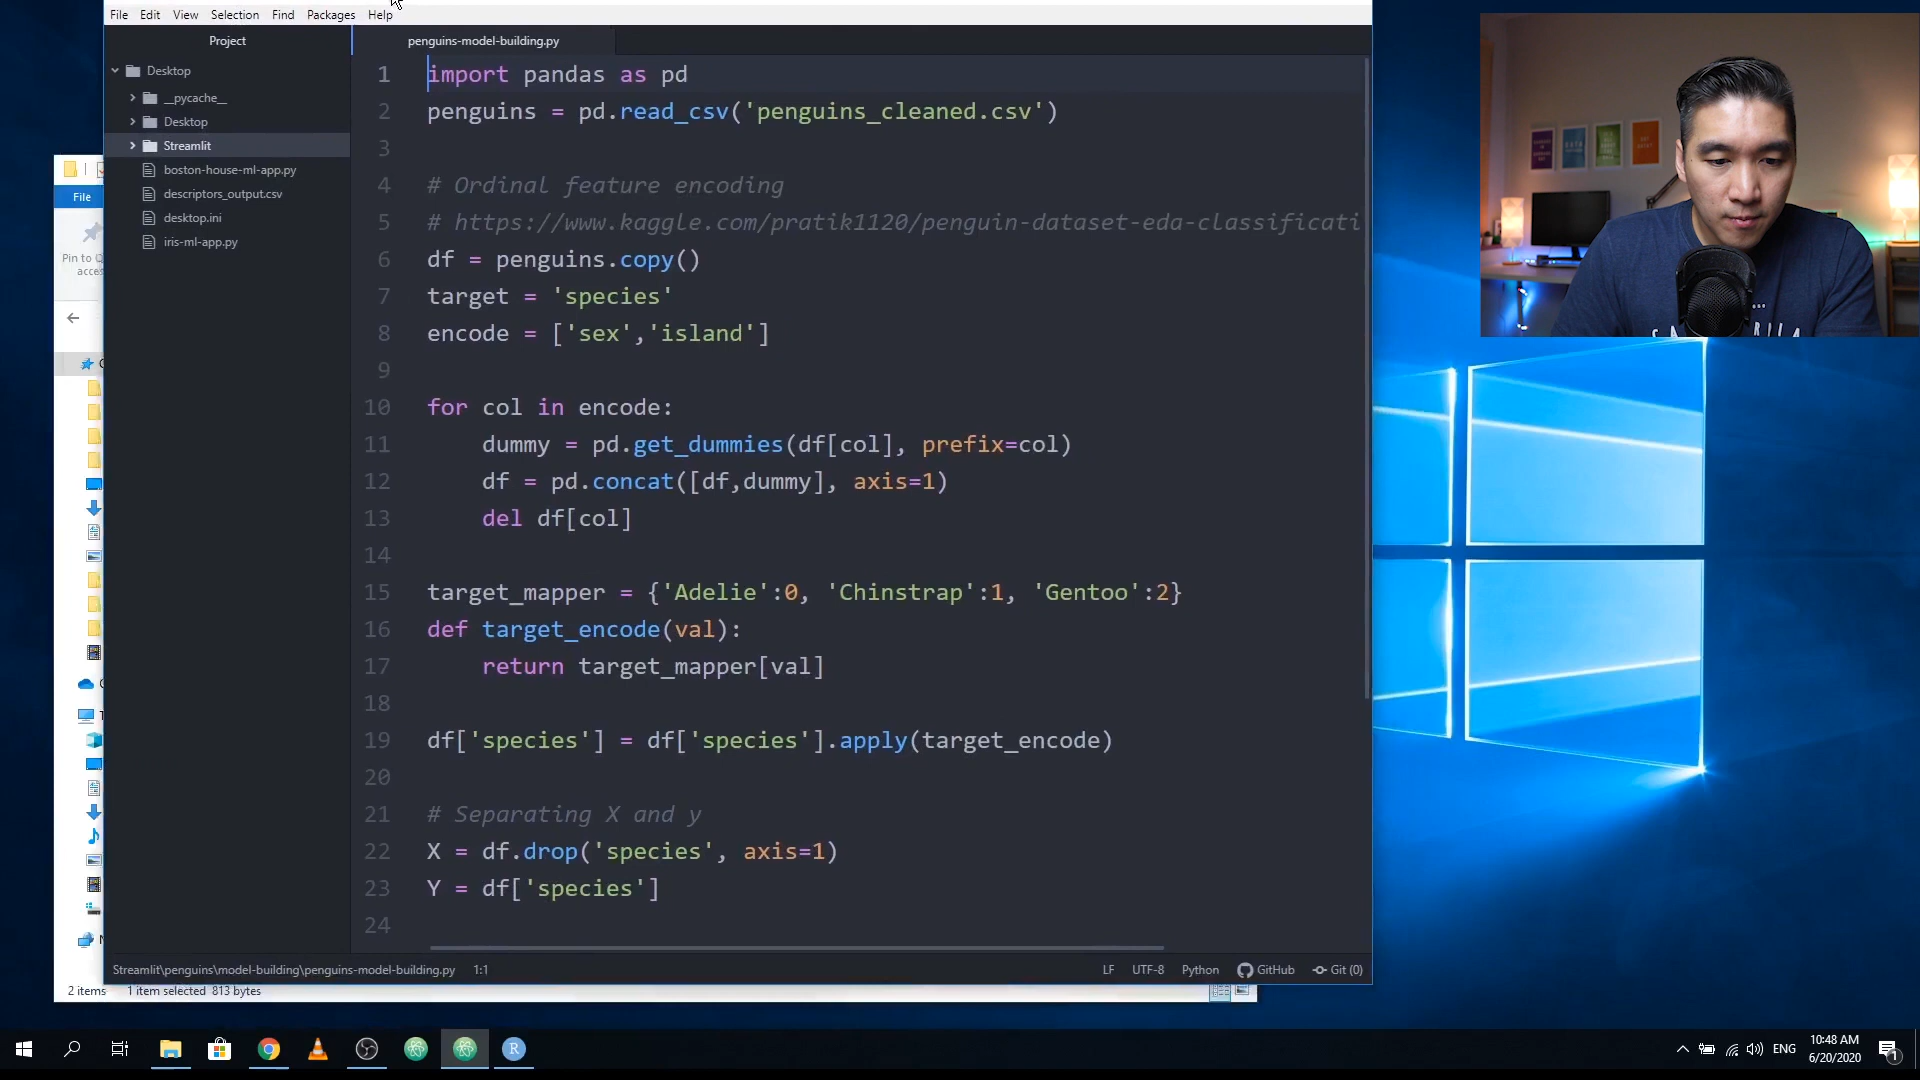 File Edit View Selection Find Packages Help
Project
penguins-model-building.py
Desktop
__pycache__
Desktop
Streamlit
boston-house-ml-app.py
descriptors_output.csv
desktop.ini
iris-ml-app.py
File
Pin to Q
acces
1 import pandas as pd
2 penguins = pd.read_csv('penguins_cleaned.csv')
3
4 # Ordinal feature encoding
5 # https://www.kaggle.com/pratik1120/penguin-dataset-eda-classificati
6 df = penguins.copy()
7 target = 'species'
8 encode = ['sex','island']
9
10 for col in encode:
11 dummy = pd.get_dummies(df[col], prefix=col)
12 df = pd.concat([df,dummy], axis=1)
13 del df[col]
14
15 target_mapper = {'Adelie':0, 'Chinstrap':1, 'Gentoo':2}
16 def target_encode(val):
17 return target_mapper[val]
18
19 df['species'] = df['species'].apply(target_encode)
20
21 # Separating X and y
22 X = df.drop('species', axis=1)
23 Y = df['species']
24
Streamlit\penguins\model-building\penguins-model-building.py 1:1 LF UTF-8 Python GitHub Git (0)
2 items 1 item selected 813 bytes
ENG
10:48 AM
6/20/2020
1